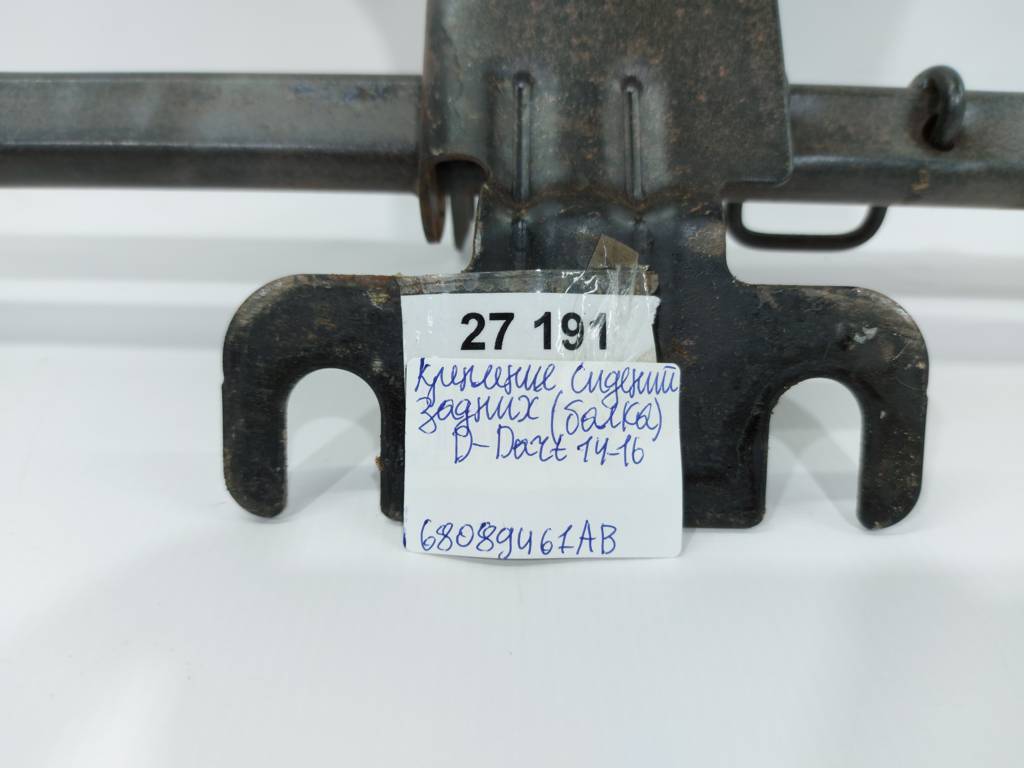 27 191
Крепление сидений
задних (балка)
D-Dart 14-16
68089461AB